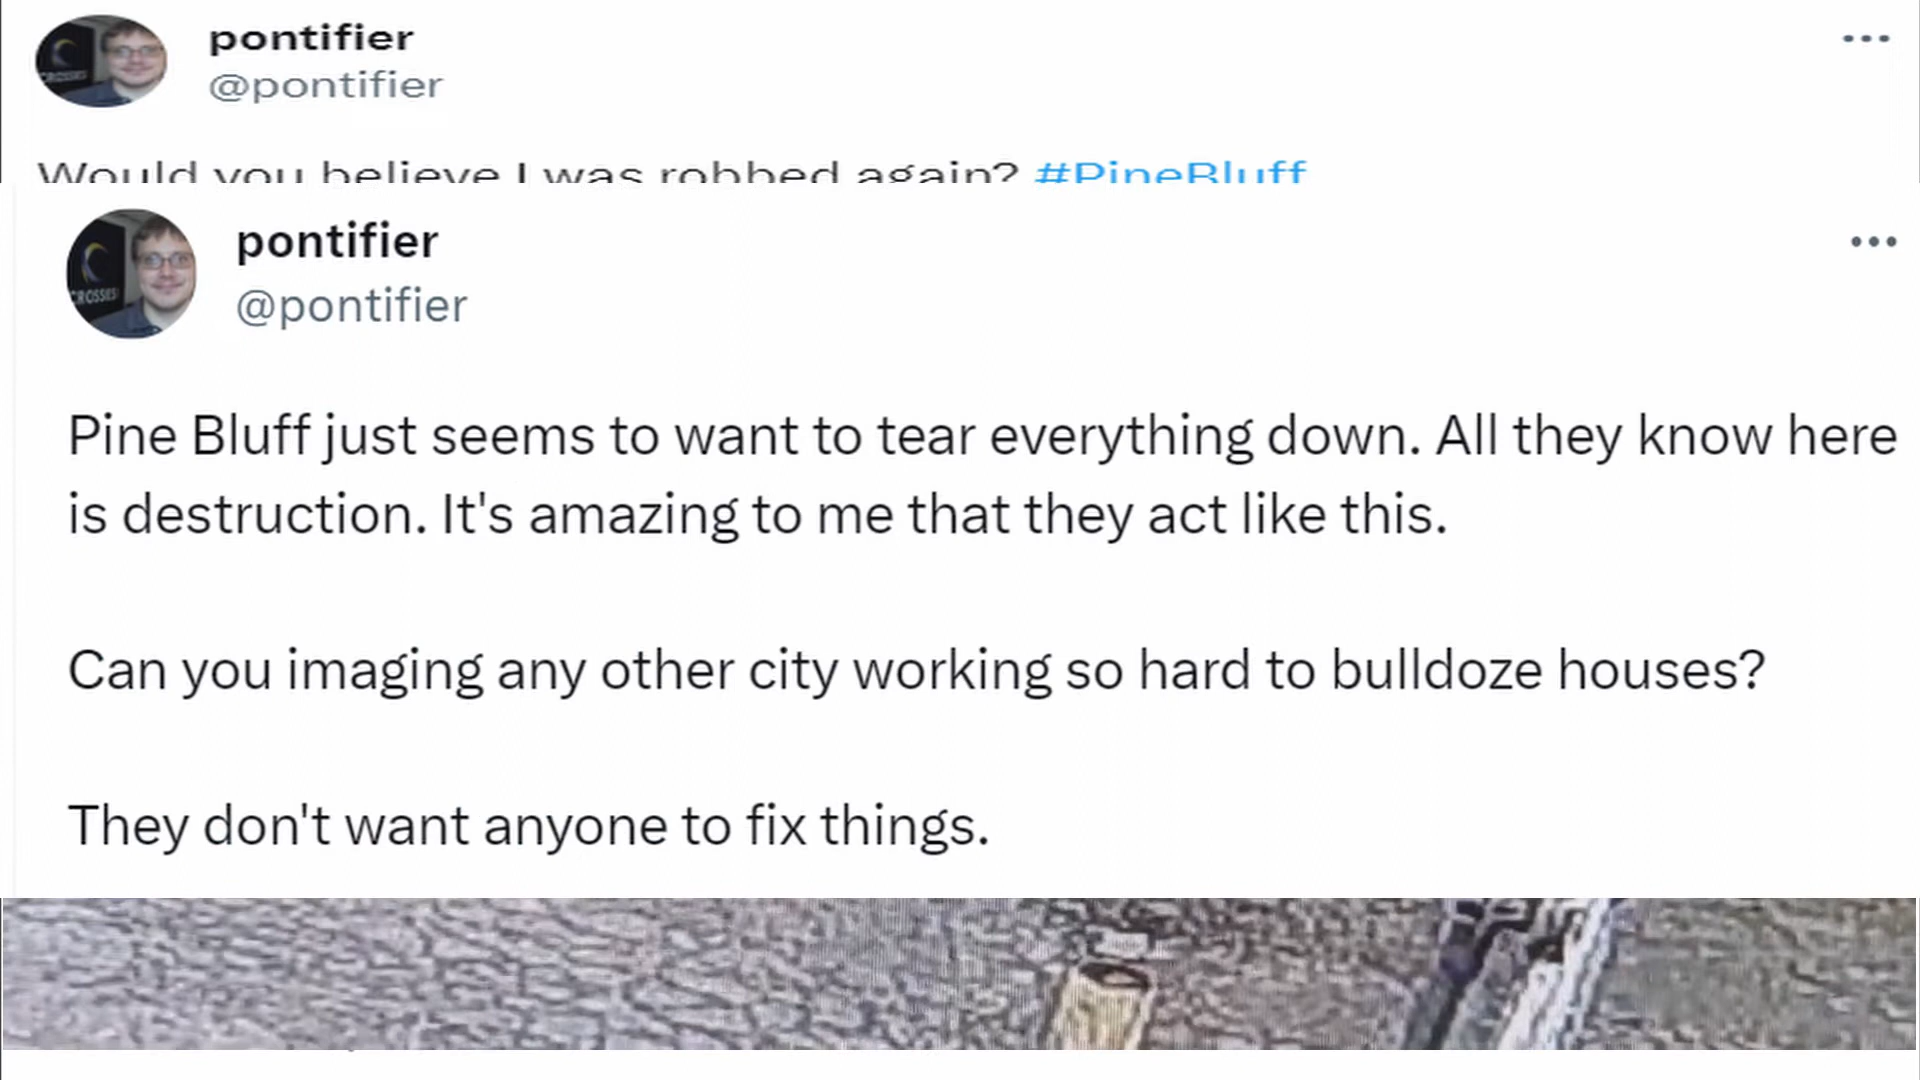 pontifier
@pontifier
Would you believe I was robbed again? #PineBluff
CROSSES
pontifier
@pontifier
Pine Bluff just seems to want to tear everything down. All they know here
is destruction. It's amazing to me that they act like this.
Can you imaging any other city working so hard to bulldoze houses?
They don't want anyone to fix things.